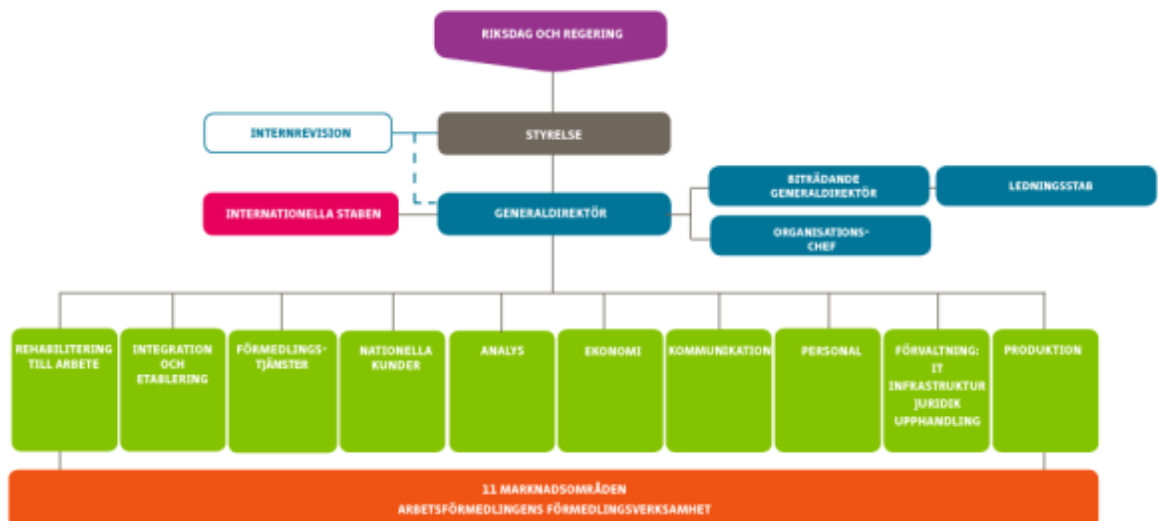 RIKSDAG OCH REGERING
INTERNREVISION
STYRELSE
BITRÄDANDE
GENERALDIREKTÖR
LEDNINGSSTAB
INTERNATIONELLA STABEN
GENERALDIREKTÖR
ORGANISATIONS-
CHEF
REHABILITERING
TILL ARBETE
INTEGRATION
OCH
ETABLERING
FÖRMEDLINGS-
TJÄNSTER
NATIONELLA
KUNDER
ANALYS
EKONOMI
KOMMUNIKATION
PERSONAL
FÖRVALTNING:
IT
INFRASTRUKTUR
JURIDIK
UPPHANDLING
PRODUKTION
11 MARKNADSOMRÅDEN
ARBETSFÖRMEDLINGENS FÖRMEDLINGSVERKSAMHET